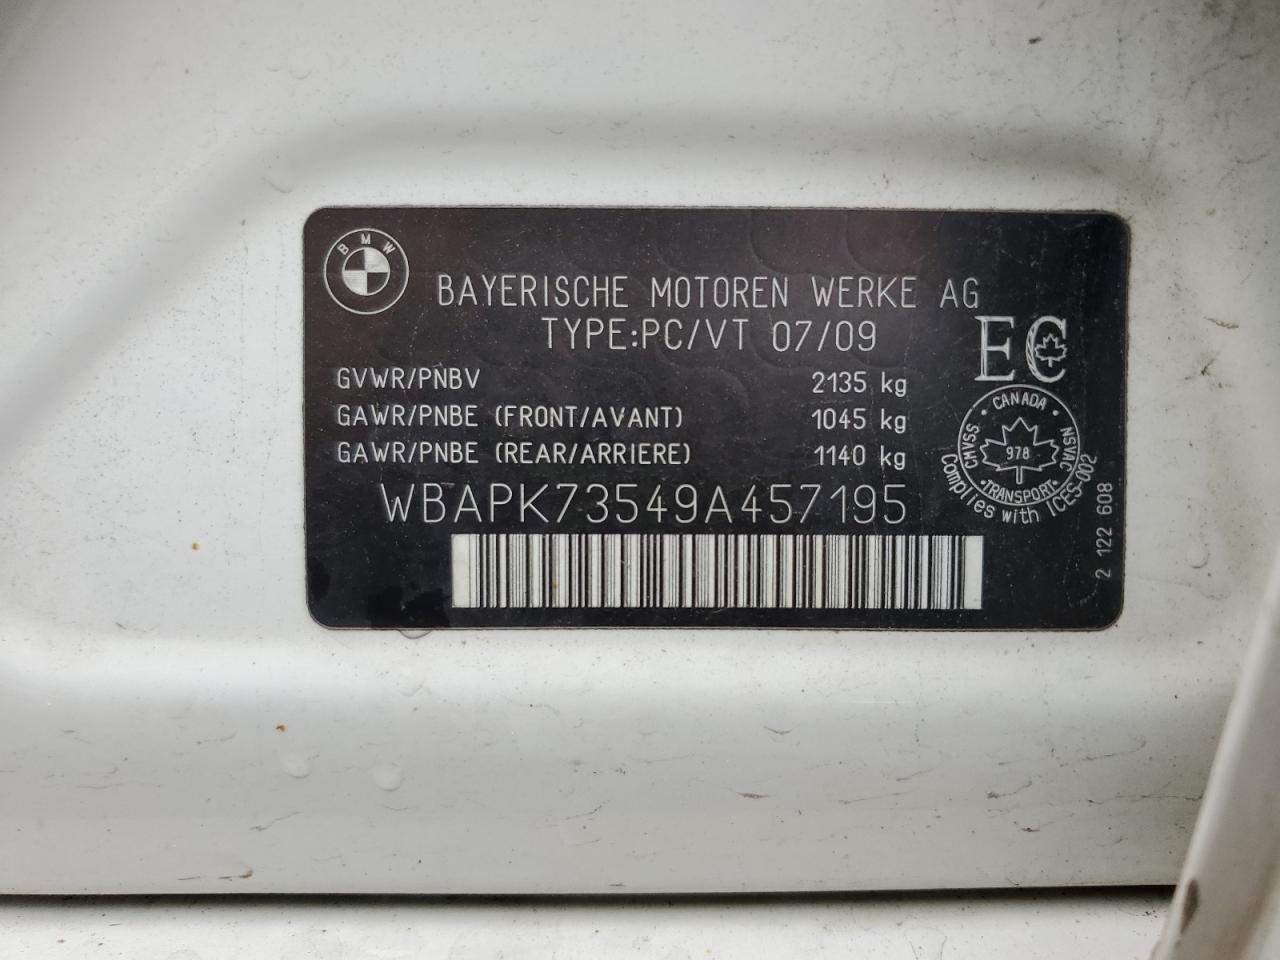 BMW
BAYERISCHE MOTOREN WERKE AG
TYPE:PC/VT 07/09
EC
GVWR/PNBV 2135 kg
GAWR/PNBE (FRONT/AVANT) 1045 kg
GAWR/PNBE (REAR/ARRIERE) 1140 kg
WBAPK73549A457195
CANADA
CMVSS
NSVAC
978
TRANSPORT
Complies with ICES-002
2 122 608